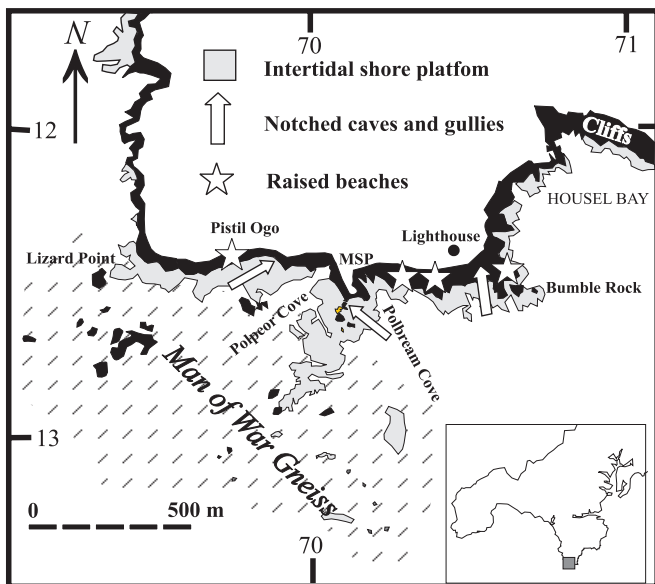 70
71
N
Intertidal shore platfom
12
Notched caves and gullies
Cliffs
Raised beaches
HOUSEL BAY
Pistil Ogo
Lighthouse
Lizard Point
MSP
Bumble Rock
Polpeor Cove
Polbream Cove
Man of War Gneiss
13
0 500 m
70